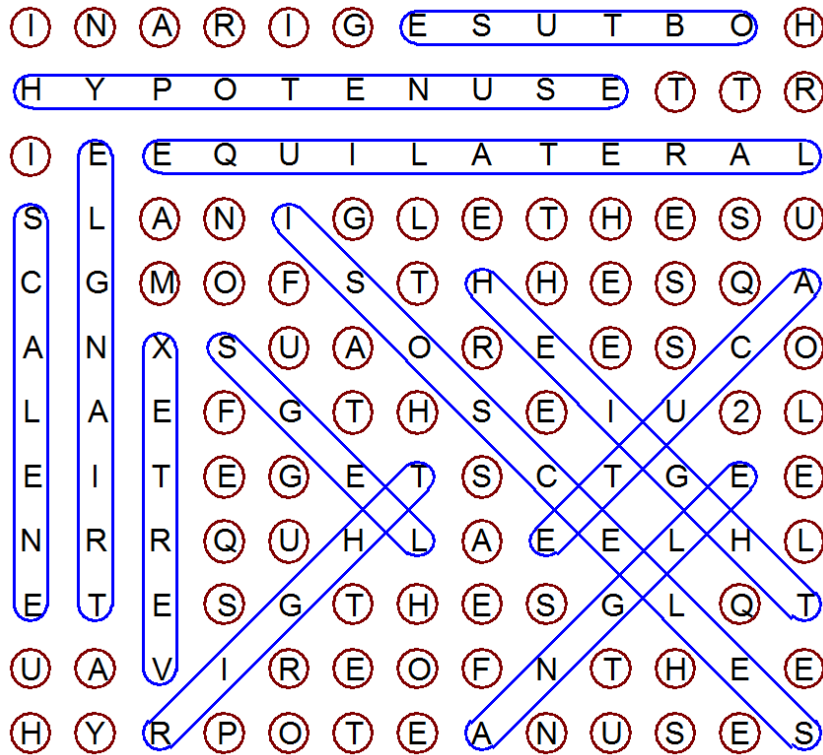 I N A R I G E S U T B O H
H Y P O T E N U S E T T R
I E E Q U I L A T E R A L
S L A N I G L E T H E S U
C G M O F S T H H E S Q A
A N X S U A O R E E S C O
L A E F G T H S E I U 2 L
E I T E G E T S C T G E E
N R R Q U H L A E E L H L
E T E S G T H E S G L Q T
U A V I R E O F N T H E E
H Y R P O T E A N U S E S